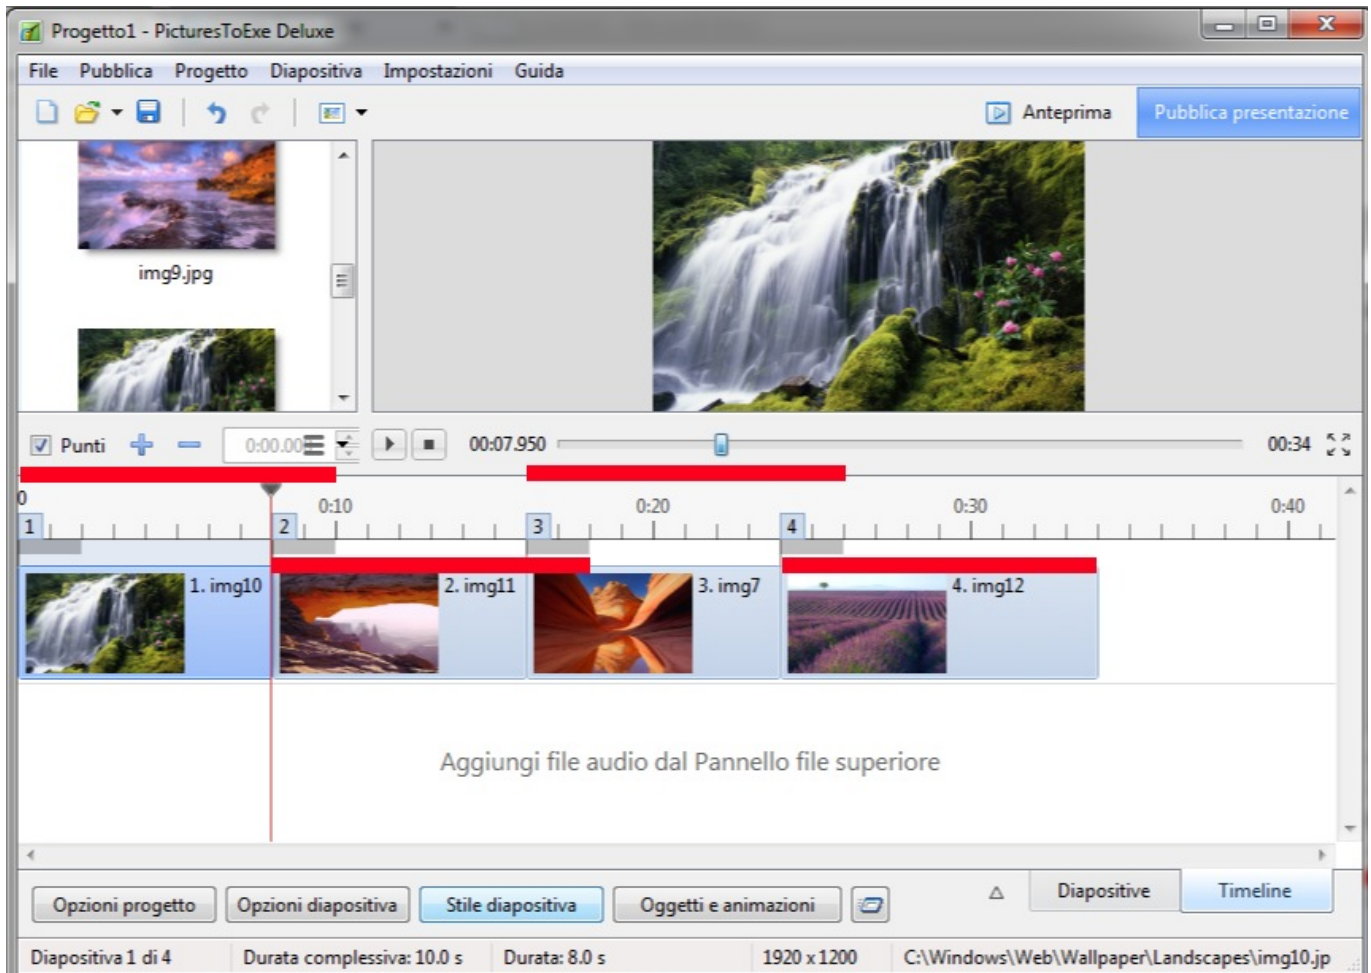 Progetto1 - PicturesToExe Deluxe
File Pubblica Progetto Diapositiva Impostazioni Guida
Anteprima Pubblica presentazione
img9.jpg
Punti 0:00.00 00:07.950 00:34
0 0:10 0:20 0:30 0:40
1 2 3 4
1. img10 2. img11 3. img7 4. img12
Aggiungi file audio dal Pannello file superiore
Opzioni progetto Opzioni diapositiva Stile diapositiva Oggetti e animazioni Diapositive Timeline
Diapositiva 1 di 4 Durata complessiva: 10.0 s Durata: 8.0 s 1920 x 1200 C:\Windows\Web\Wallpaper\Landscapes\img10.jp